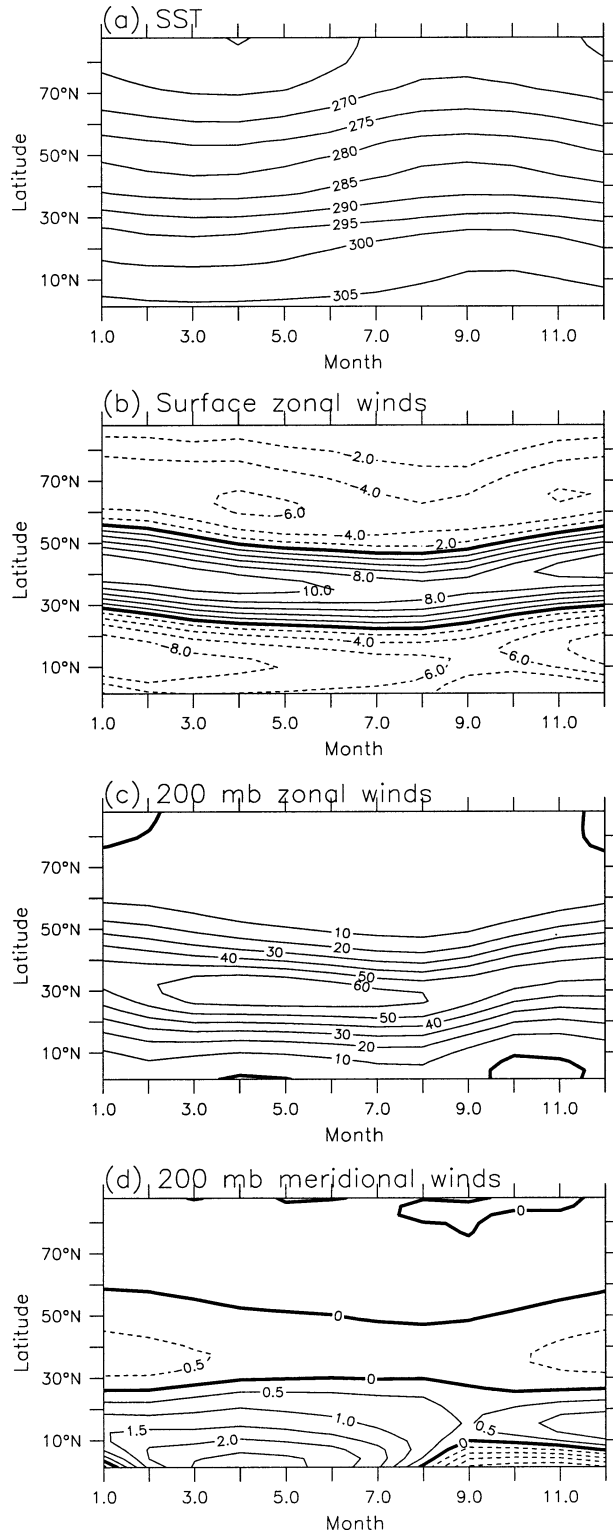 (a) SST
70°N
50°N
30°N
10°N
Latitude
270
275
280
285
290
295
300
305
1.0 3.0 5.0 7.0 9.0 11.0
Month
(b) Surface zonal winds
70°N
50°N
30°N
10°N
Latitude
-2.0
-4.0
-6.0
-4.0
-2.0
8.0
10.0
8.0
-4.0
-8.0
-6.0
-6.0
1.0 3.0 5.0 7.0 9.0 11.0
Month
(c) 200 mb zonal winds
70°N
50°N
30°N
10°N
Latitude
10
20
30
40
50
60
50
40
30
20
10
1.0 3.0 5.0 7.0 9.0 11.0
Month
(d) 200 mb meridional winds
70°N
50°N
30°N
10°N
Latitude
0
0
-0.5
0
0.5
1.0
1.5
0.5
2.0
0
1.0 3.0 5.0 7.0 9.0 11.0
Month